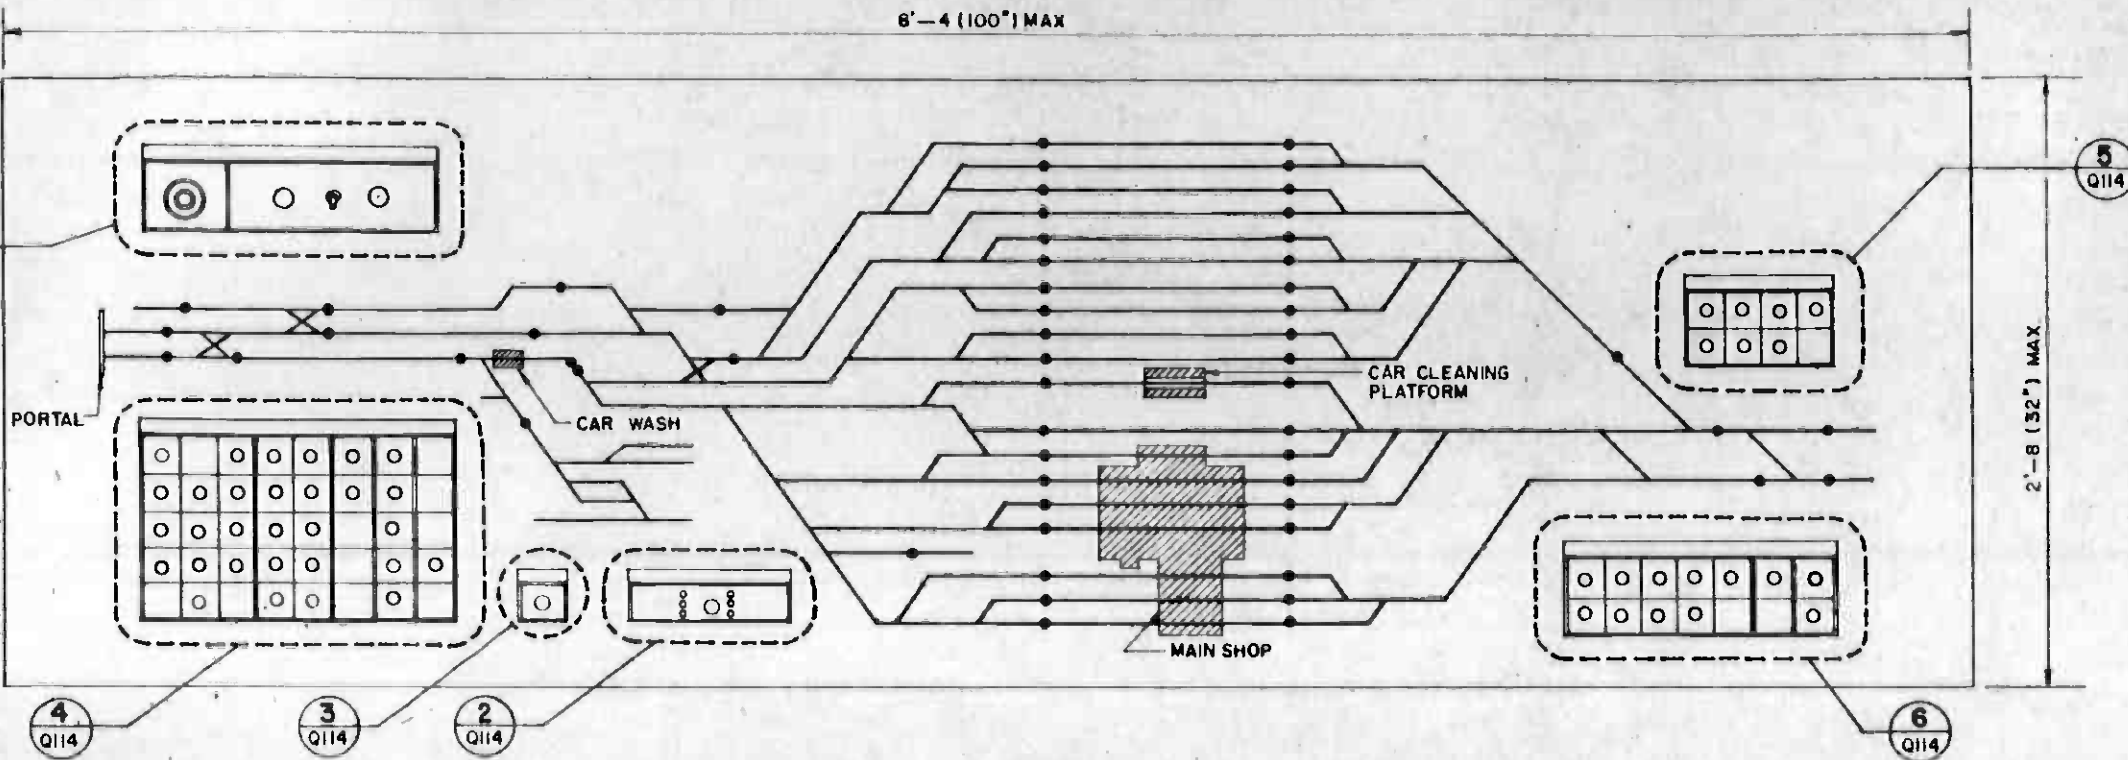 8'—4 (100") MAX
5
Q114
PORTAL
CAR WASH
CAR CLEANING
PLATFORM
2'-8 (32") MAX
MAIN SHOP
4
Q114
3
Q114
2
Q114
6
Q114